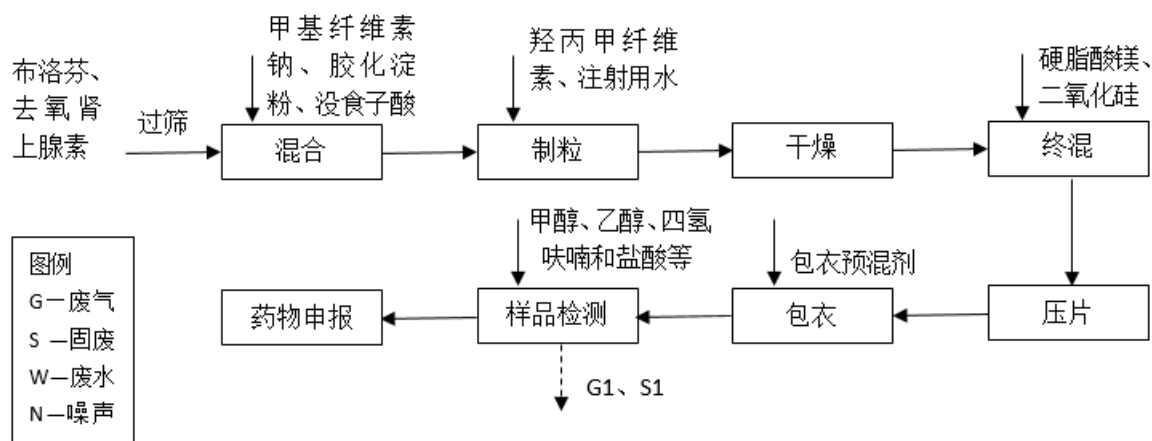 甲基纤维素
钠、胶化淀
粉、没食子酸
羟丙甲纤维
素、注射用水
硬脂酸镁、
二氧化硅
布洛芬、
去氧肾
上腺素
过筛
混合
制粒
干燥
终混
甲醇、乙醇、四氢
呋喃和盐酸等
包衣预混剂
药物申报
样品检测
包衣
压片
G1、S1
图例
G—废气
S —固废
W—废水
N—噪声